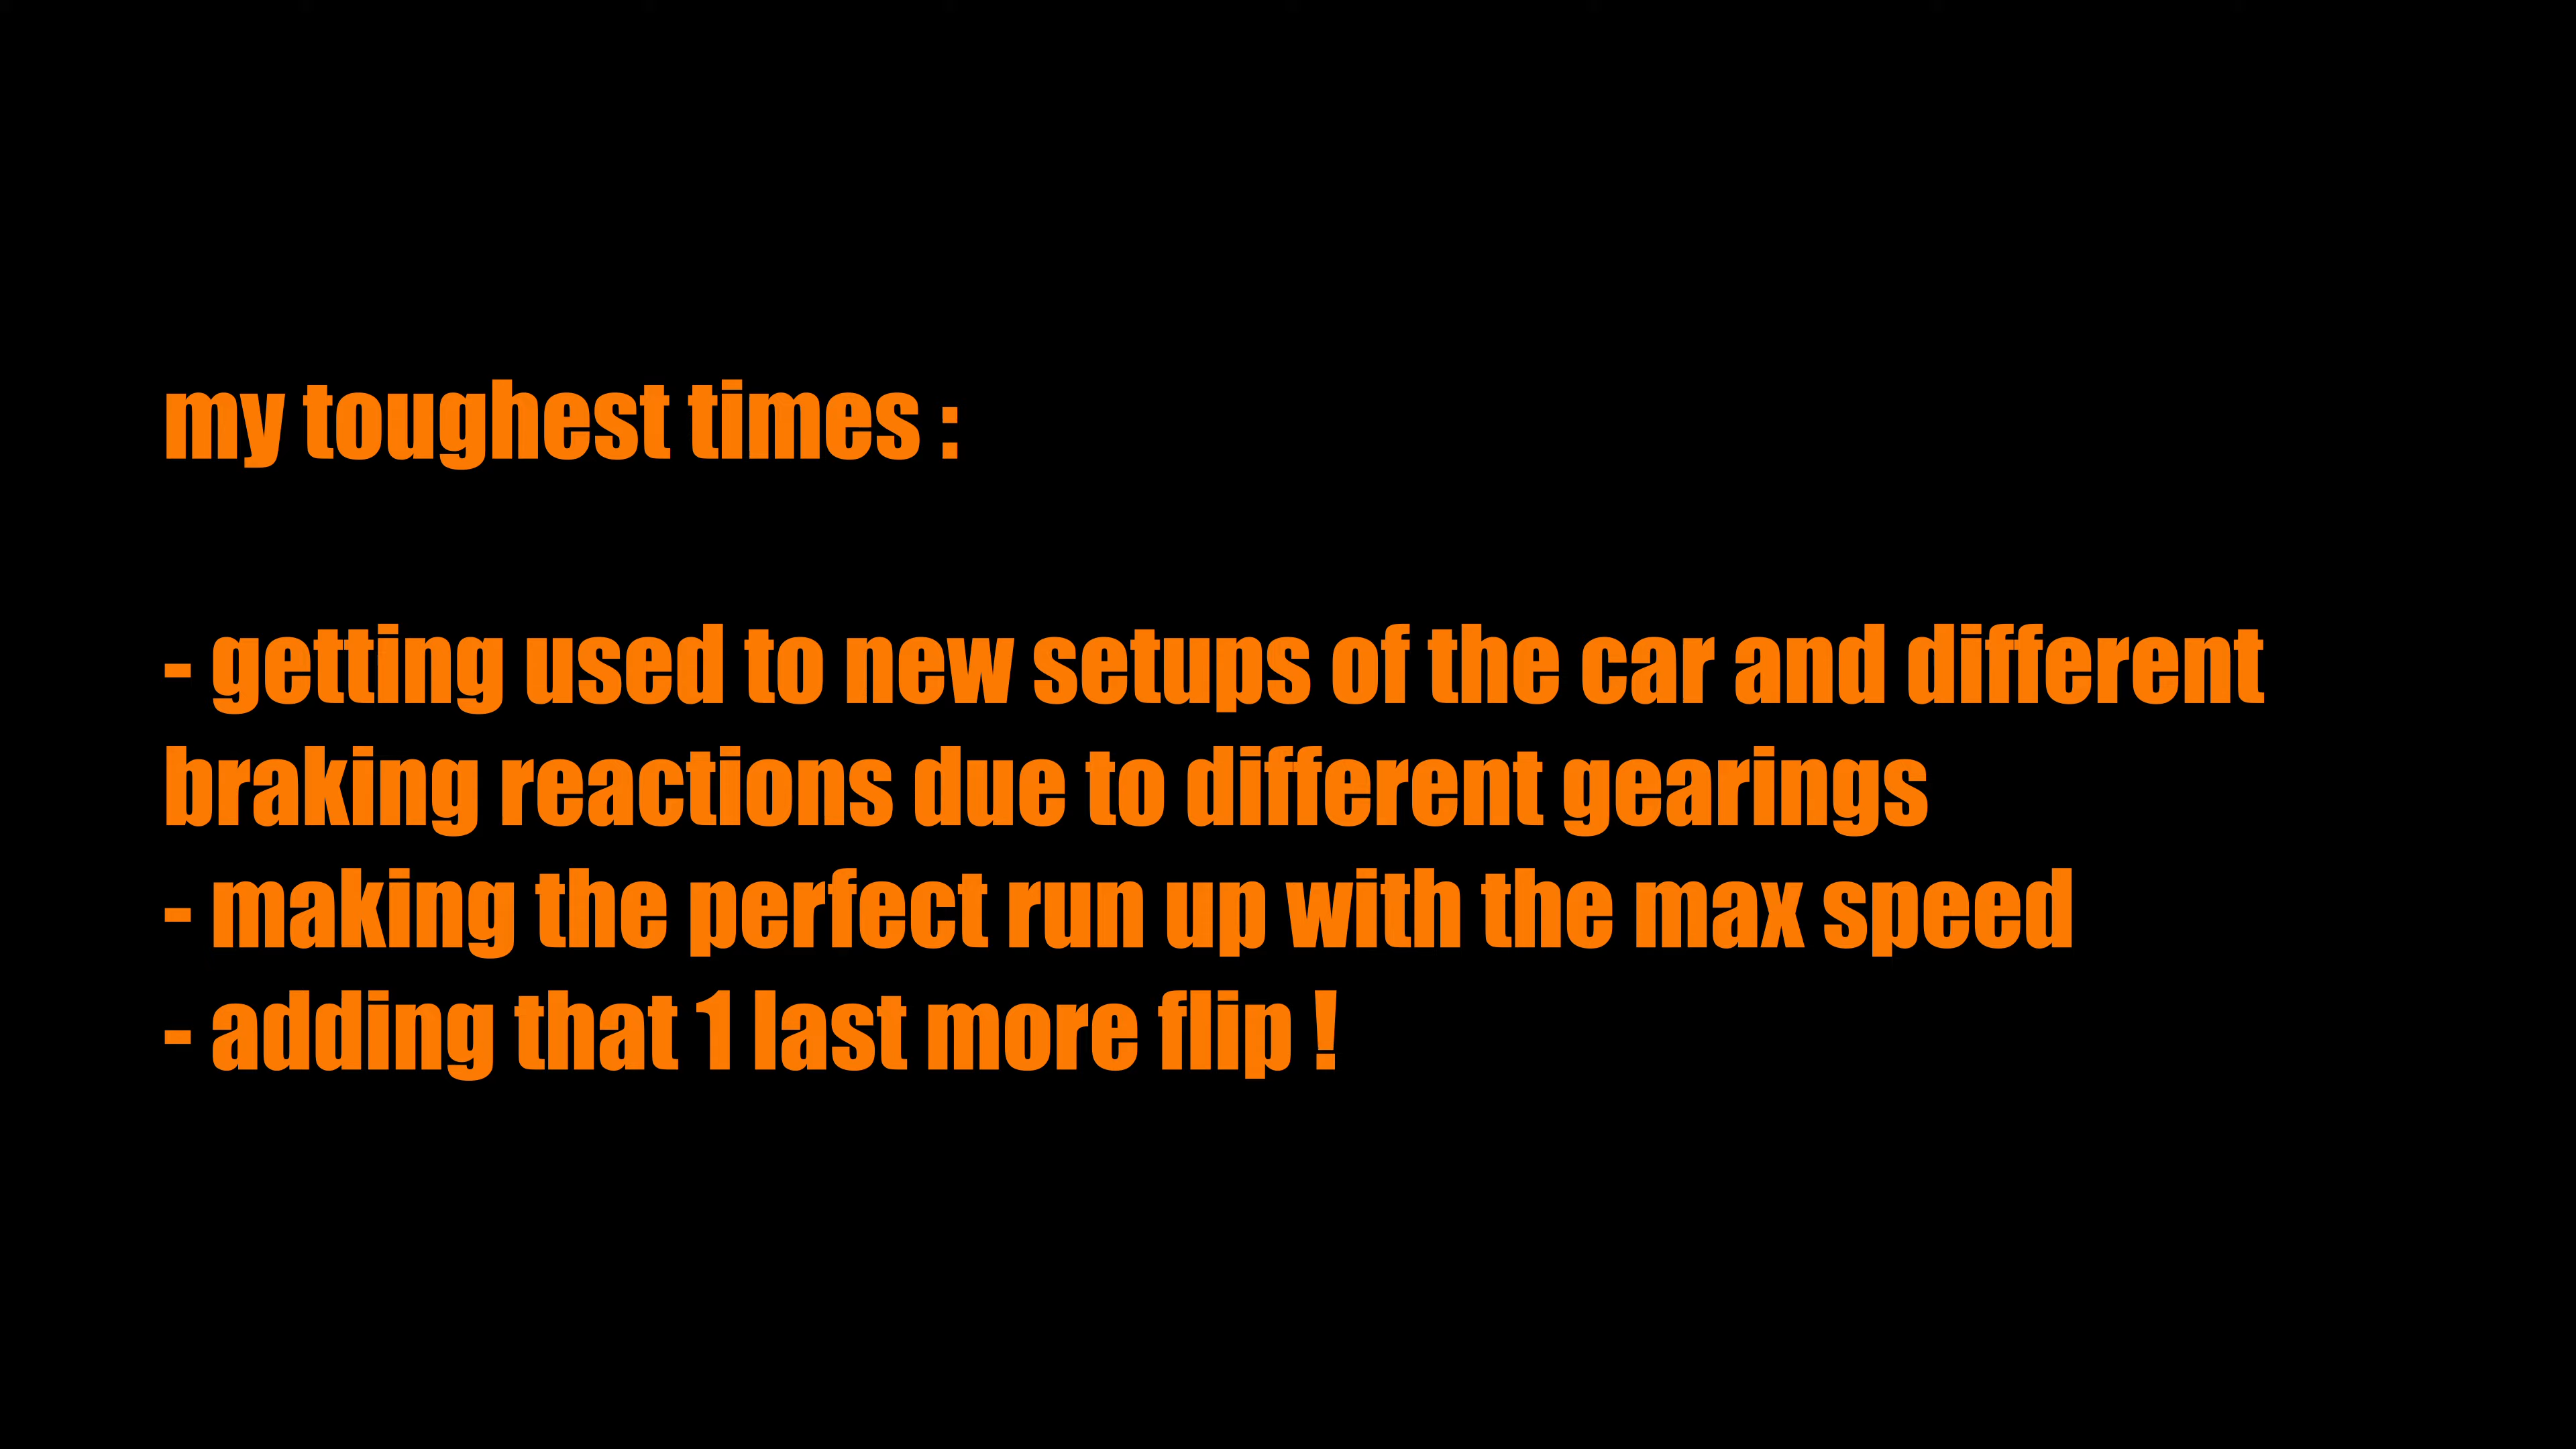 my toughest times :
- getting used to new setups of the car and different
braking reactions due to different gearings
- making the perfect run up with the max speed
- adding that 1 last more flip !